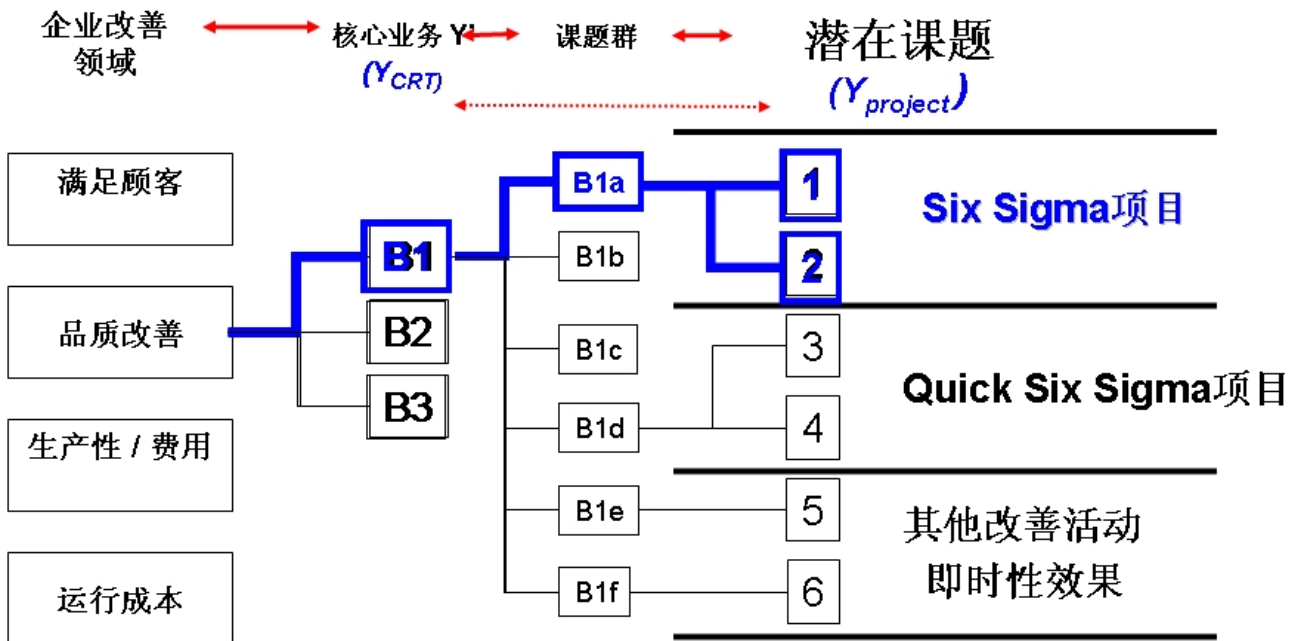 企业改善
领域
核心业务 Y'
(Y_CRT)
课题群
潜在课题
(Y_project)
满足顾客
品质改善
生产性 / 费用
运行成本
B1
B2
B3
B1a
B1b
B1c
B1d
B1e
B1f
1
2
3
4
5
6
Six Sigma项目
Quick Six Sigma项目
其他改善活动
即时性效果